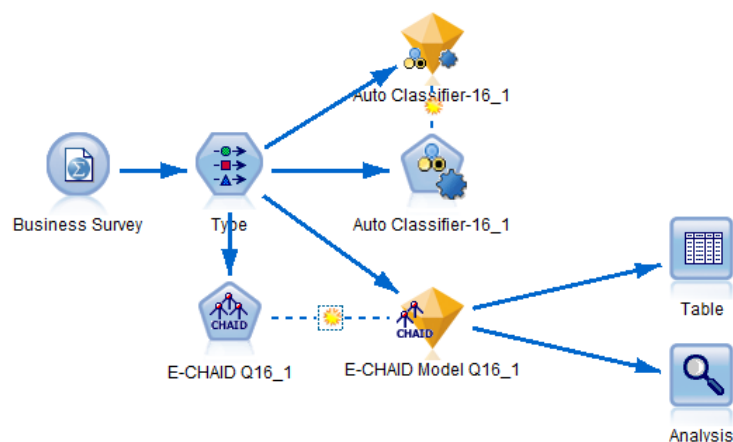 Auto Classifier-16_1
Business Survey
Type
Auto Classifier-16_1
CHAID
E-CHAID Q16_1
CHAID
E-CHAID Model Q16_1
Table
Analysis